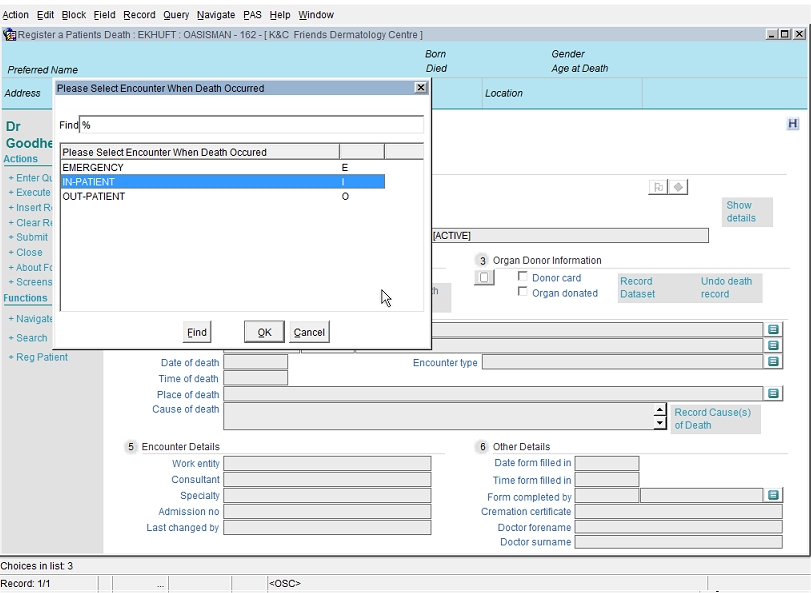 Action Edit Block Field Record Query Navigate PAS Help Window
Register a Patients Death : EKHUFT : OASISMAN - 162 - [ K&C Friends Dermatology Centre ]
Born Gender
Preferred Name Died Age at Death
Address Location
Please Select Encounter When Death Occurred
Find %
Please Select Encounter When Death Occured
EMERGENCY E
IN-PATIENT I
OUT-PATIENT O
Find OK Cancel
Dr
Goodhe
Actions
+ Enter Qu
+ Execute
+ Insert Re
+ Clear Re
+ Submit
+ Close
+ About Fo
+ Screens
Functions
+ Navigate
+ Search
+ Reg Patient
H
Show
details
[ACTIVE]
3 Organ Donor Information
Donor card
Organ donated
Record
Dataset
Undo death
record
th
Date of death Encounter type
Time of death
Place of death
Cause of death Record Cause(s)
of Death
5 Encounter Details
Work entity
Consultant
Specialty
Admission no
Last changed by
6 Other Details
Date form filled in
Time form filled in
Form completed by
Cremation certificate
Doctor forename
Doctor surname
Choices in list: 3
Record: 1/1 ... <OSC>